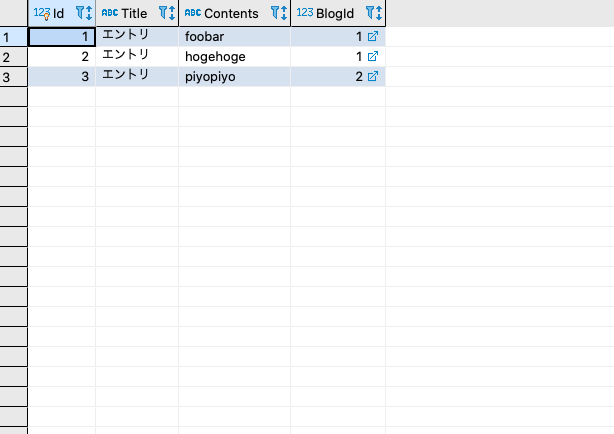 123 Id ABC Title ABC Contents 123 BlogId
1 1 エントリ foobar 1
2 2 エントリ hogehoge 1
3 3 エントリ piyopiyo 2